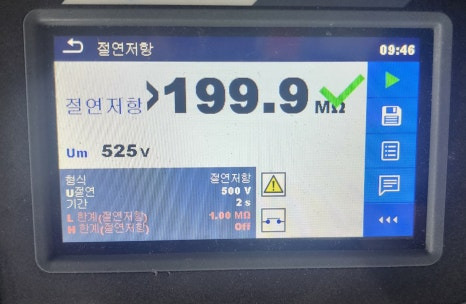 절연저항 09:46
절연저항 >199.9 MΩ
Um 525 V
형식 절연저항
U절연 500 V
기간 2 s
L 한계(절연저항) 1.00 MΩ
H 한계(절연저항) Off